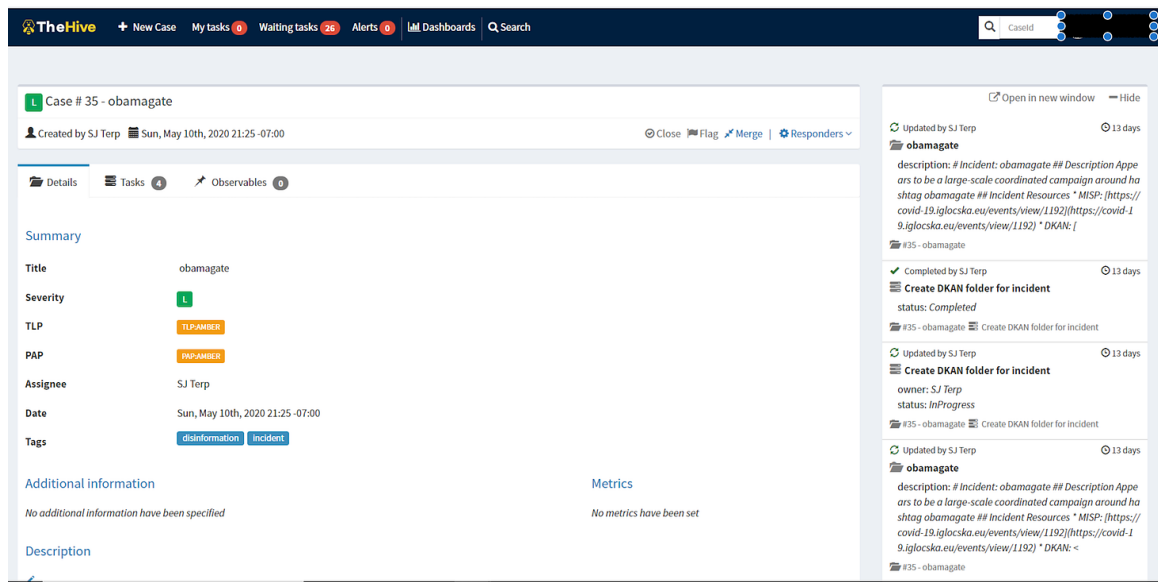 TheHive + New Case My tasks 0 Waiting tasks 26 Alerts 0 Dashboards Search CaseId
L Case # 35 - obamagate
Created by SJ Terp Sun, May 10th, 2020 21:25 -07:00 Close Flag Merge | Responders
Details Tasks 4 Observables 0
Summary
Title obamagate
Severity L
TLP TLP:AMBER
PAP PAP:AMBER
Assignee SJ Terp
Date Sun, May 10th, 2020 21:25 -07:00
Tags disinformation incident
Additional information Metrics
No additional information have been specified No metrics have been set
Description
Open in new window Hide
Updated by SJ Terp 13 days
obamagate
description: # Incident: obamagate ## Description Appe
ars to be a large-scale coordinated campaign around ha
shtag obamagate ## Incident Resources * MISP: [https://
covid-19.iglocska.eu/events/view/1192](https://covid-1
9.iglocska.eu/events/view/1192) * DKAN: [
#35 - obamagate
Completed by SJ Terp 13 days
Create DKAN folder for incident
status: Completed
#35 - obamagate Create DKAN folder for incident
Updated by SJ Terp 13 days
Create DKAN folder for incident
owner: SJ Terp
status: InProgress
#35 - obamagate Create DKAN folder for incident
Updated by SJ Terp 13 days
obamagate
description: # Incident: obamagate ## Description Appe
ars to be a large-scale coordinated campaign around ha
shtag obamagate ## Incident Resources * MISP: [https://
covid-19.iglocska.eu/events/view/1192](https://covid-1
9.iglocska.eu/events/view/1192) * DKAN: <
#35 - obamagate